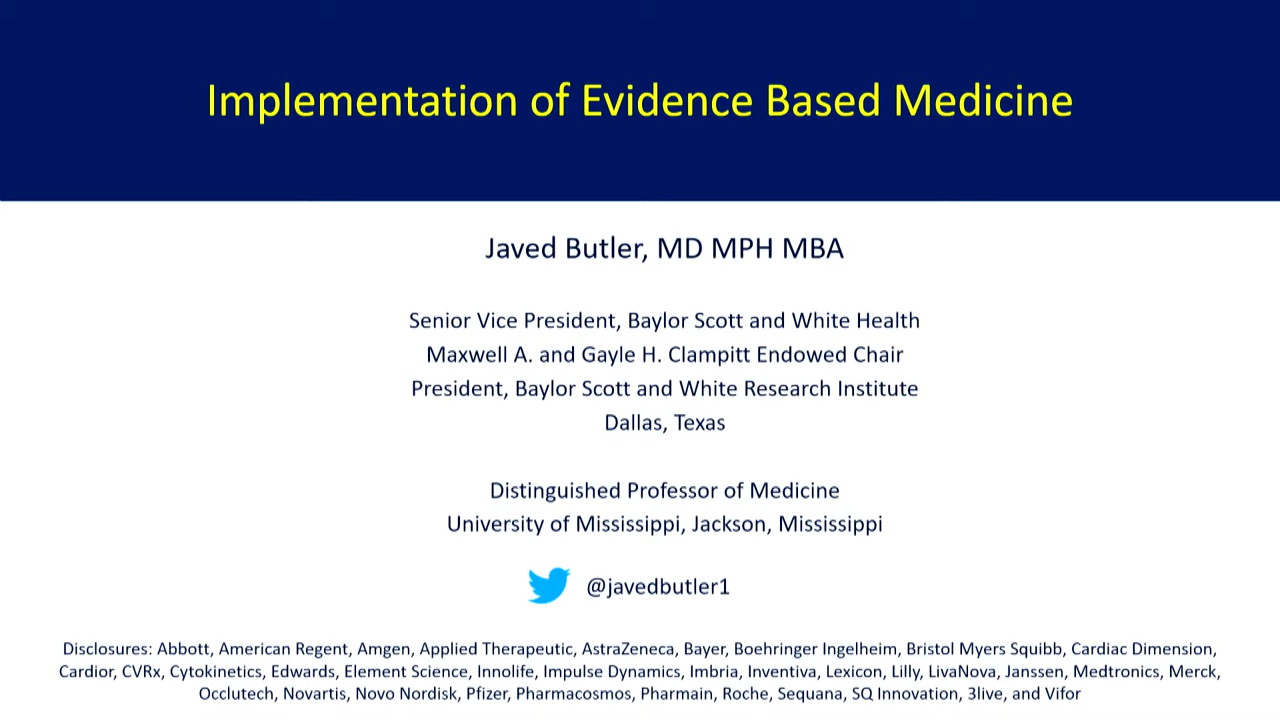 Implementation of Evidence Based Medicine
Javed Butler, MD MPH MBA
Senior Vice President, Baylor Scott and White Health
Maxwell A. and Gayle H. Clampitt Endowed Chair
President, Baylor Scott and White Research Institute
Dallas, Texas
Distinguished Professor of Medicine
University of Mississippi, Jackson, Mississippi
@javedbutler1
Disclosures: Abbott, American Regent, Amgen, Applied Therapeutic, AstraZeneca, Bayer, Boehringer Ingelheim, Bristol Myers Squibb, Cardiac Dimension,
Cardior, CVRx, Cytokinetics, Edwards, Element Science, Innolife, Impulse Dynamics, Imbria, Inventiva, Lexicon, Lilly, LivaNova, Janssen, Medtronics, Merck,
Occlutech, Novartis, Novo Nordisk, Pfizer, Pharmacosmos, Pharmain, Roche, Sequana, SQ Innovation, 3live, and Vifor